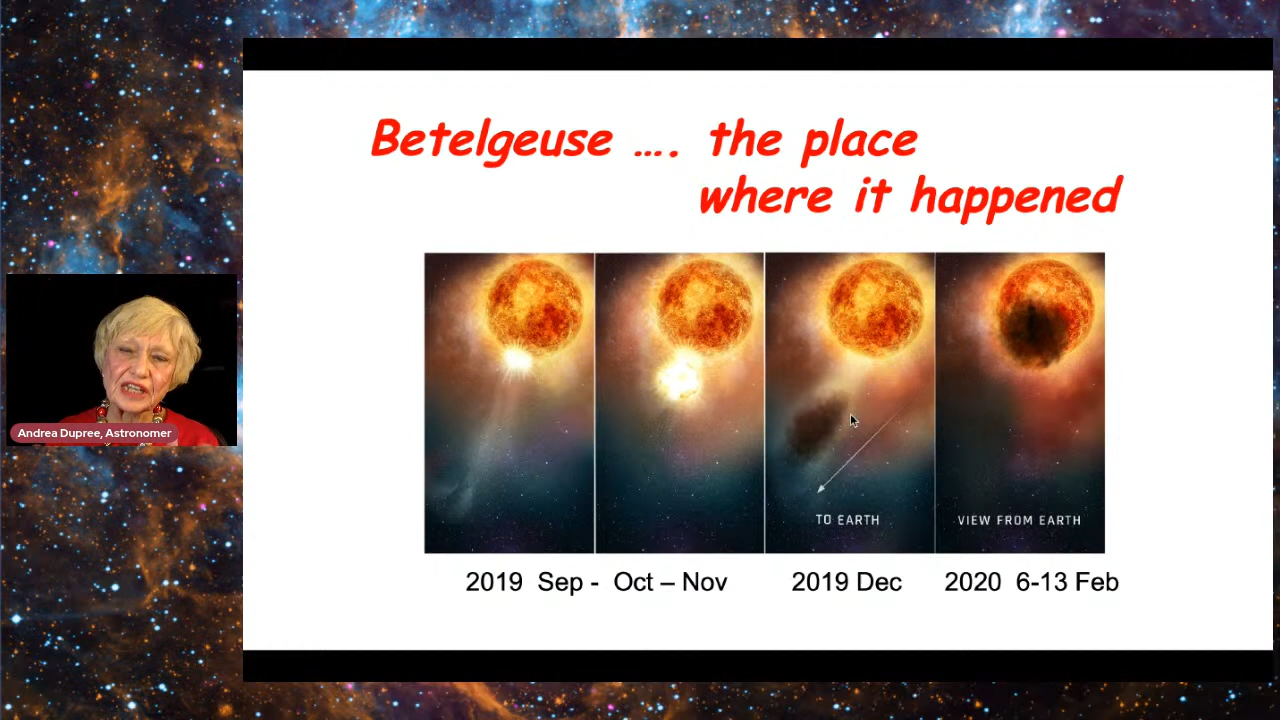 Betelgeuse .... the place
where it happened
Andrea Dupree, Astronomer
TO EARTH
VIEW FROM EARTH
2019 Sep - Oct – Nov
2019 Dec
2020 6-13 Feb